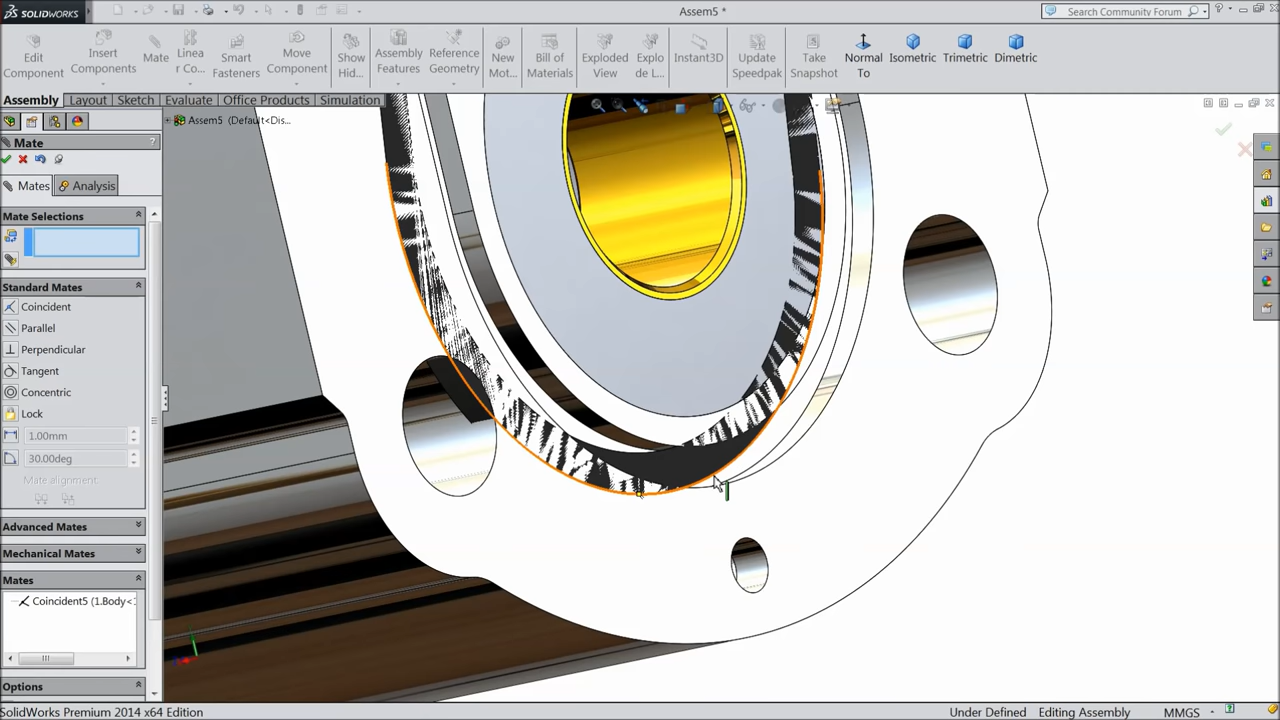 SOLIDWORKS
Assem5 *
Search Community Forum
?
Edit Component
Insert Components
Mate
Linea r Co...
Smart Fasteners
Move Component
Show Hid...
Assembly Features
Reference Geometry
New Mot...
Bill of Materials
Exploded View
Explo de L...
Instant3D
Update Speedpak
Take Snapshot
Normal To
Isometric
Trimetric
Dimetric
Assembly
Layout
Sketch
Evaluate
Office Products
Simulation
Assem5 (Default<Dis...
Mate
?
Mates
Analysis
Mate Selections
Standard Mates
Coincident
Parallel
Perpendicular
Tangent
Concentric
Lock
1.00mm
30.00deg
Mate alignment:
Advanced Mates
Mechanical Mates
Mates
Coincident5 (1.Body<1
Options
SolidWorks Premium 2014 x64 Edition
Under Defined
Editing Assembly
MMGS